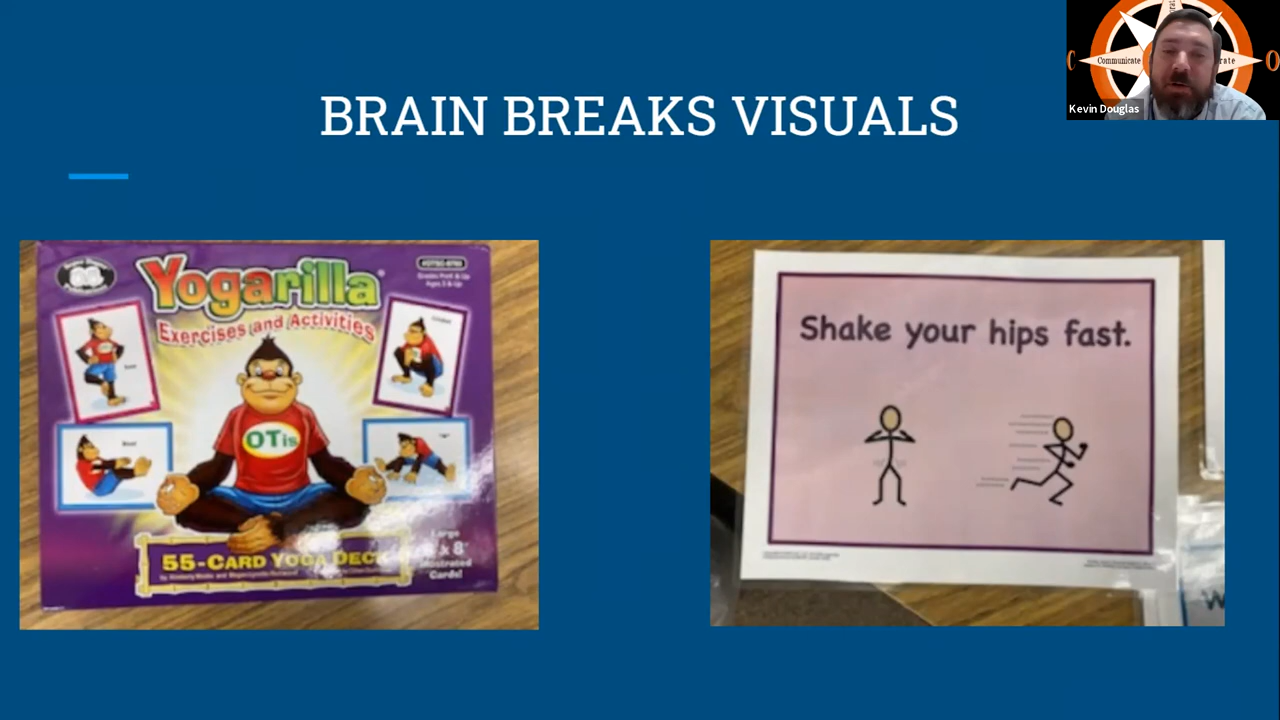 Communicate
Kevin Douglas
BRAIN BREAKS VISUALS
Yogarilla
Exercises and Activities
OTis
55-CARD YOGA DECK
Large
Illustrated
Cards!
Shake your hips fast.